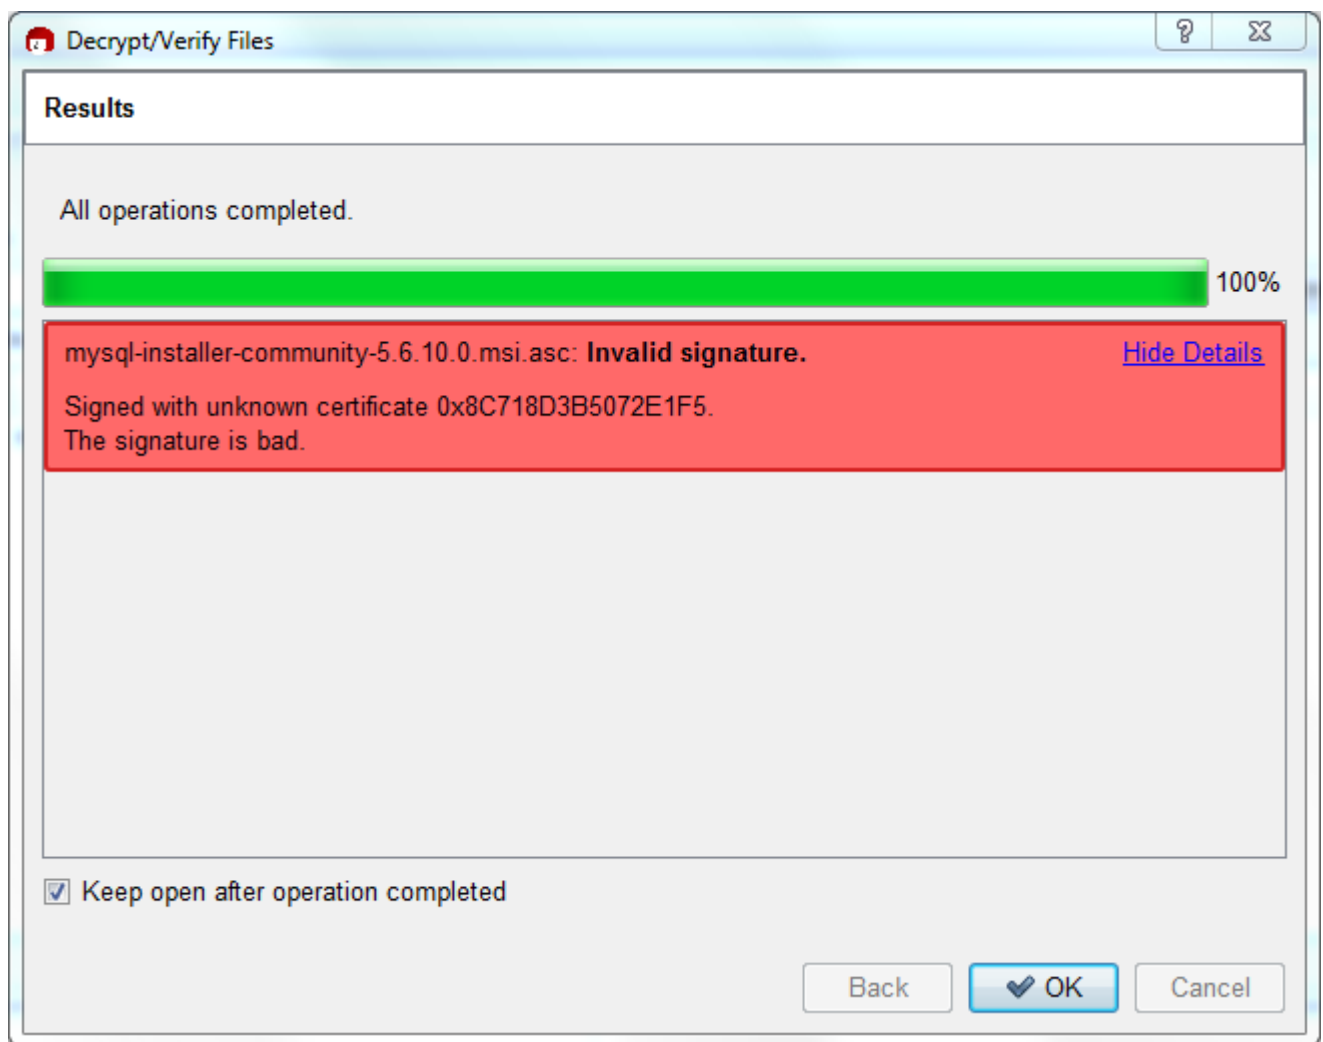 Decrypt/Verify Files
Results
All operations completed.
100%
mysql-installer-community-5.6.10.0.msi.asc: Invalid signature.
Hide Details
Signed with unknown certificate 0x8C718D3B5072E1F5.
The signature is bad.
Keep open after operation completed
Back
OK
Cancel